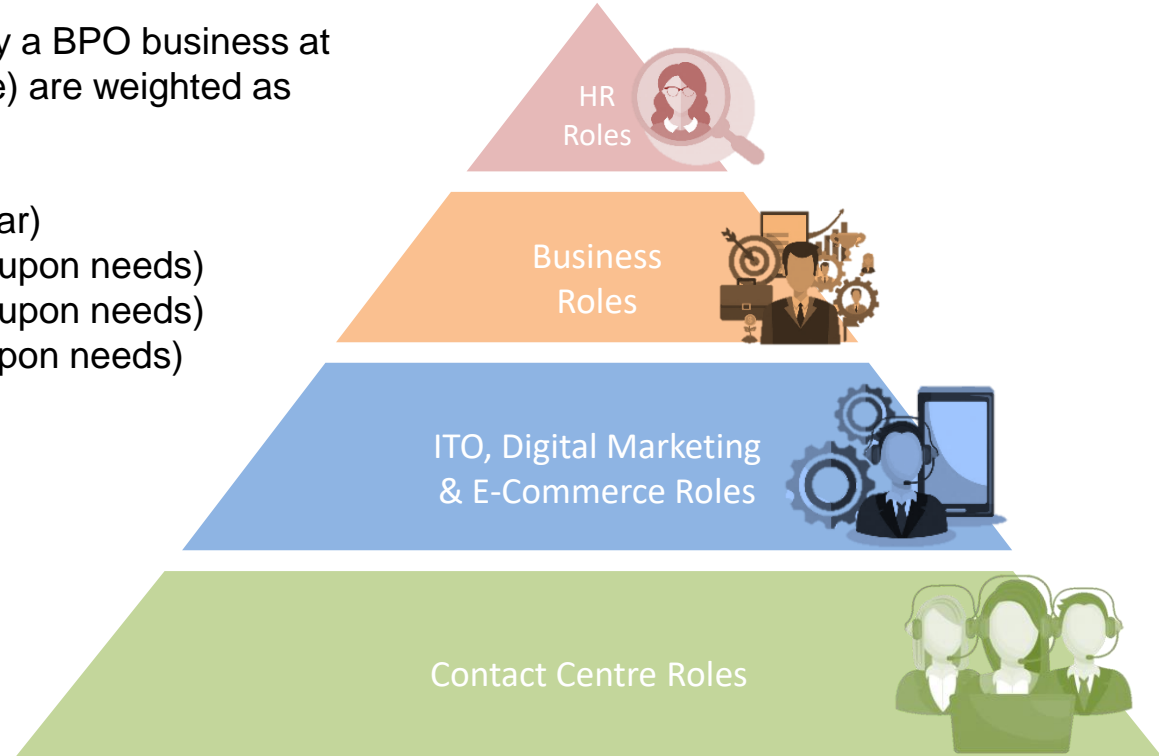 y a BPO business at
e) are weighted as
ar)
upon needs)
upon needs)
pon needs)
HR
Roles
Business
Roles
ITO, Digital Marketing
& E-Commerce Roles
Contact Centre Roles